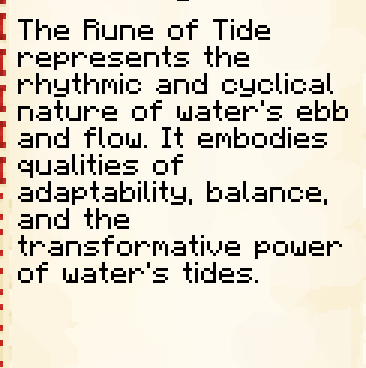 The Rune of Tide
represents the
rhythmic and cyclical
nature of water's ebb
and flow. It embodies
qualities of
adaptability, balance,
and the
transformative power
of water's tides.